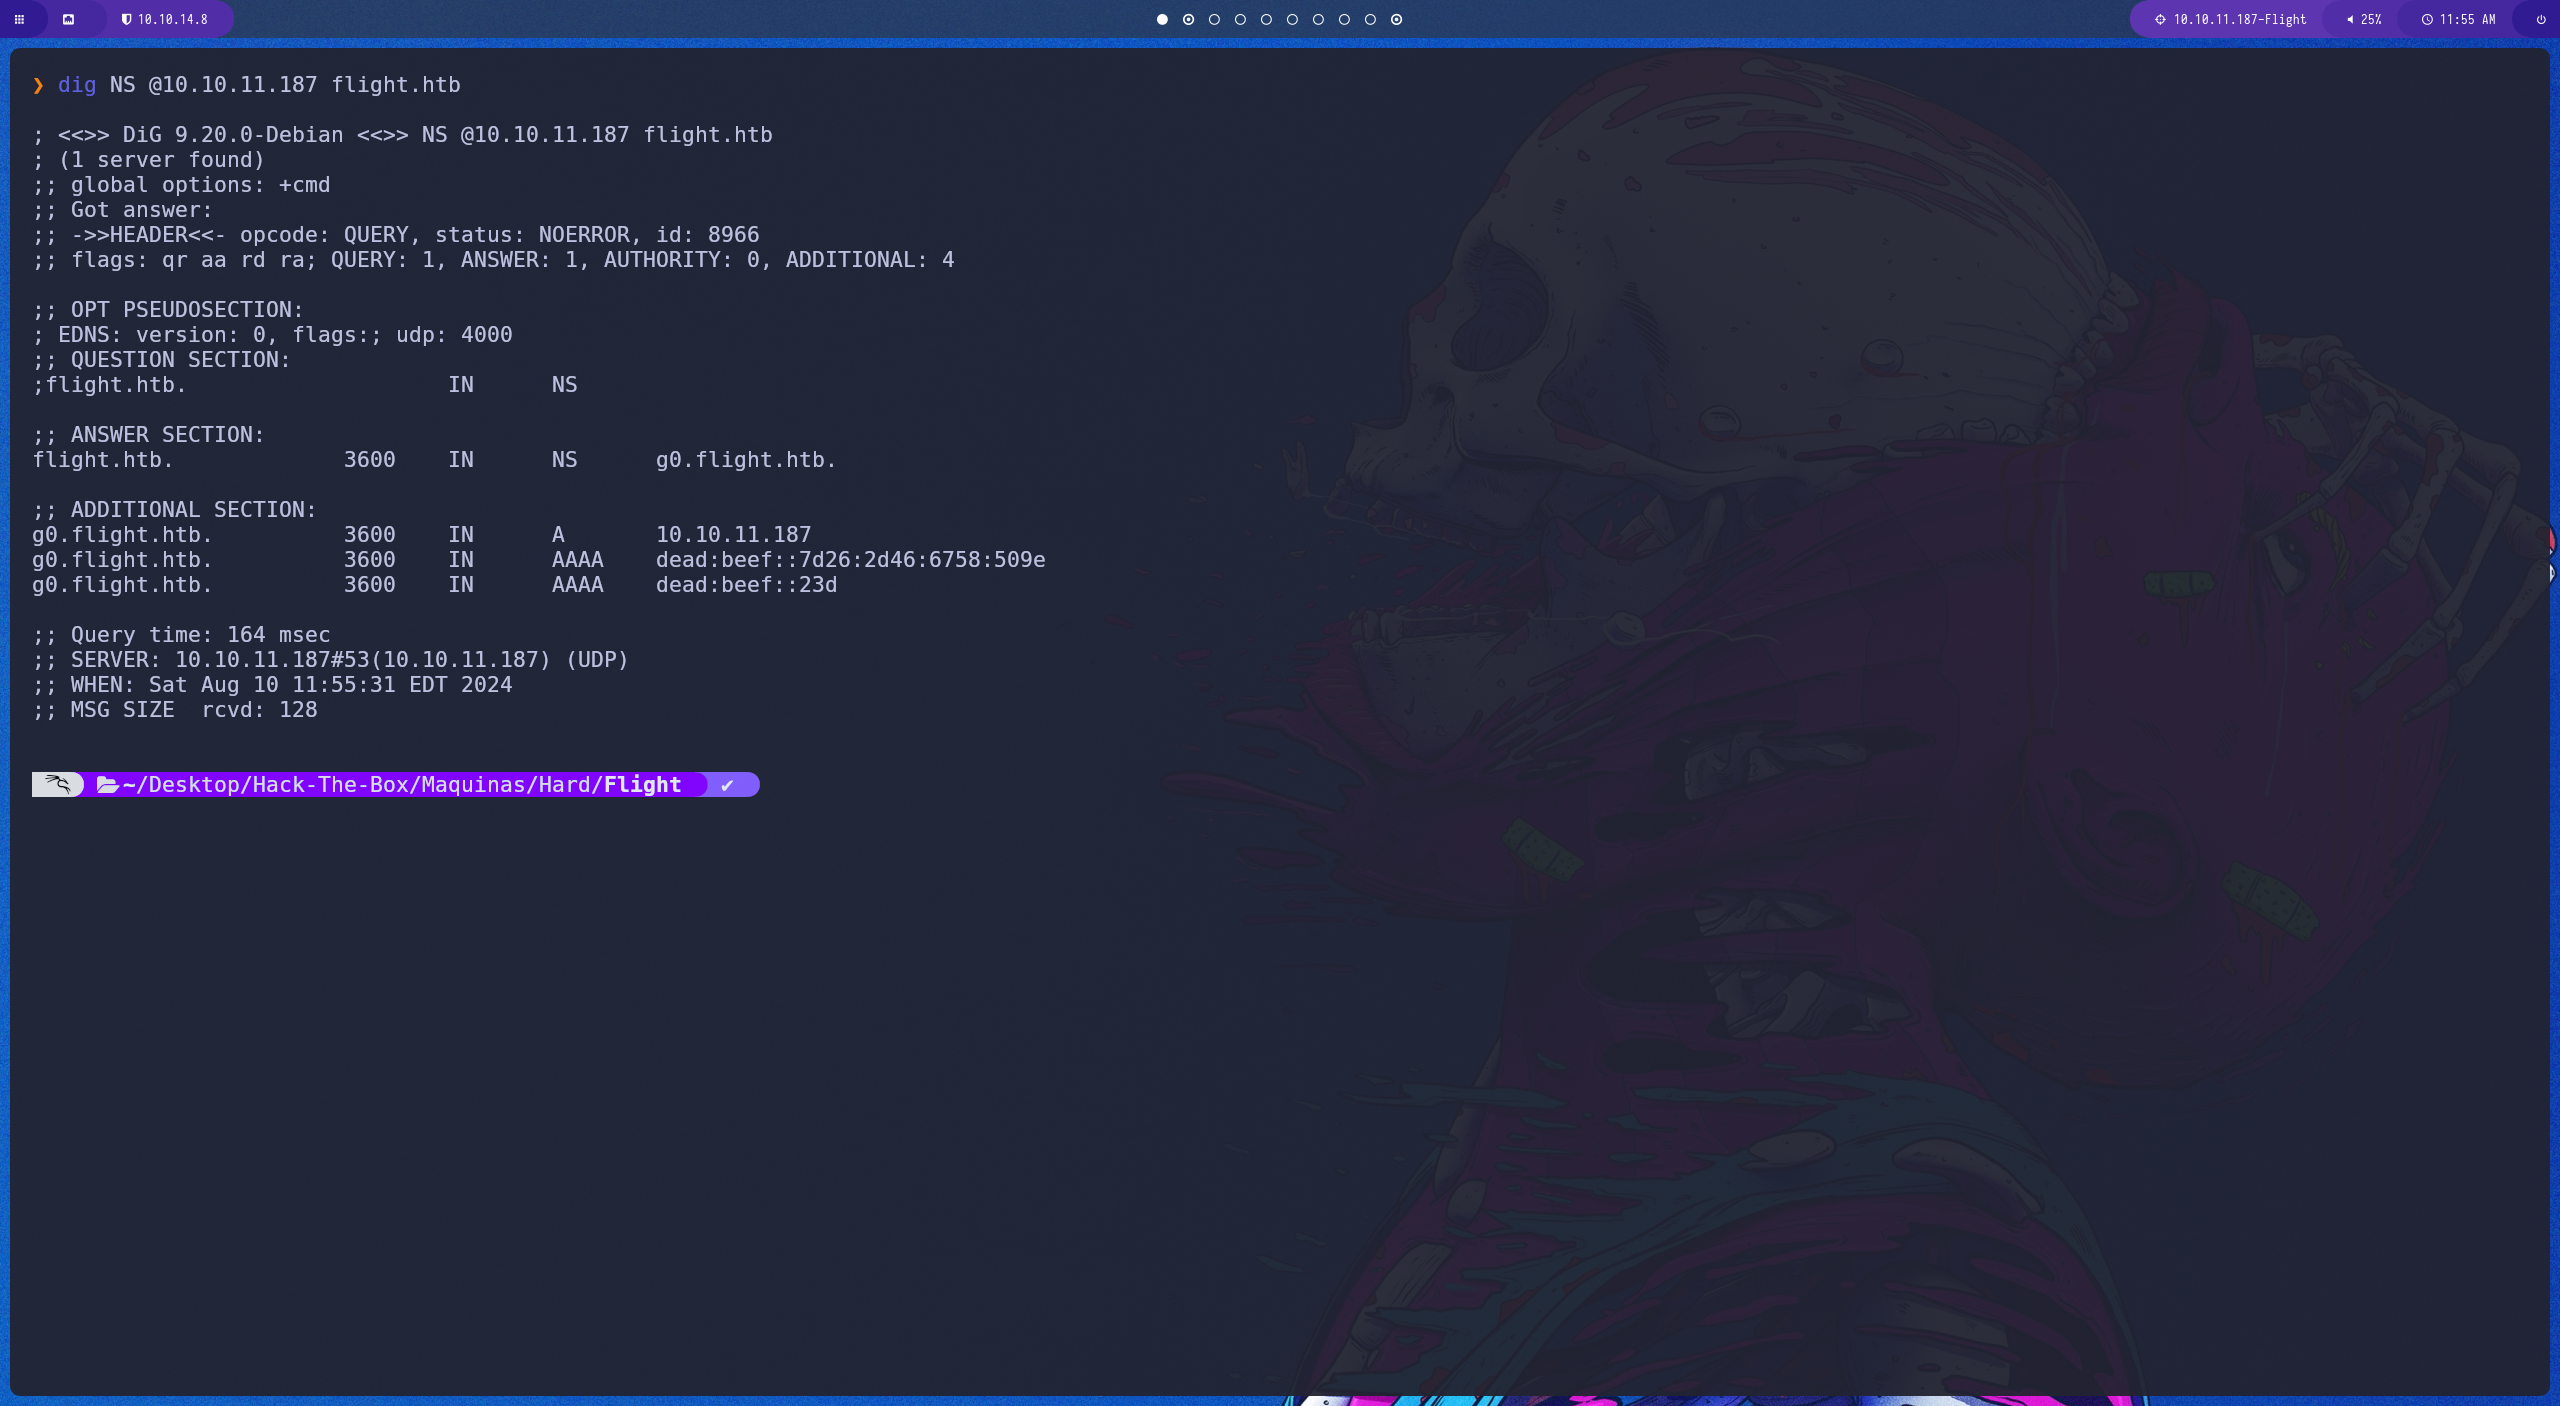 10.10.14.8
10.10.11.187-Flight 25% 11:55 AM
❯ dig NS @10.10.11.187 flight.htb
; <<>> DiG 9.20.0-Debian <<>> NS @10.10.11.187 flight.htb
; (1 server found)
;; global options: +cmd
;; Got answer:
;; ->>HEADER<<- opcode: QUERY, status: NOERROR, id: 8966
;; flags: qr aa rd ra; QUERY: 1, ANSWER: 1, AUTHORITY: 0, ADDITIONAL: 4
;; OPT PSEUDOSECTION:
; EDNS: version: 0, flags:; udp: 4000
;; QUESTION SECTION:
;flight.htb. IN NS
;; ANSWER SECTION:
flight.htb. 3600 IN NS g0.flight.htb.
;; ADDITIONAL SECTION:
g0.flight.htb. 3600 IN A 10.10.11.187
g0.flight.htb. 3600 IN AAAA dead:beef::7d26:2d46:6758:509e
g0.flight.htb. 3600 IN AAAA dead:beef::23d
;; Query time: 164 msec
;; SERVER: 10.10.11.187#53(10.10.11.187) (UDP)
;; WHEN: Sat Aug 10 11:55:31 EDT 2024
;; MSG SIZE  rcvd: 128
~/Desktop/Hack-The-Box/Maquinas/Hard/Flight ✔